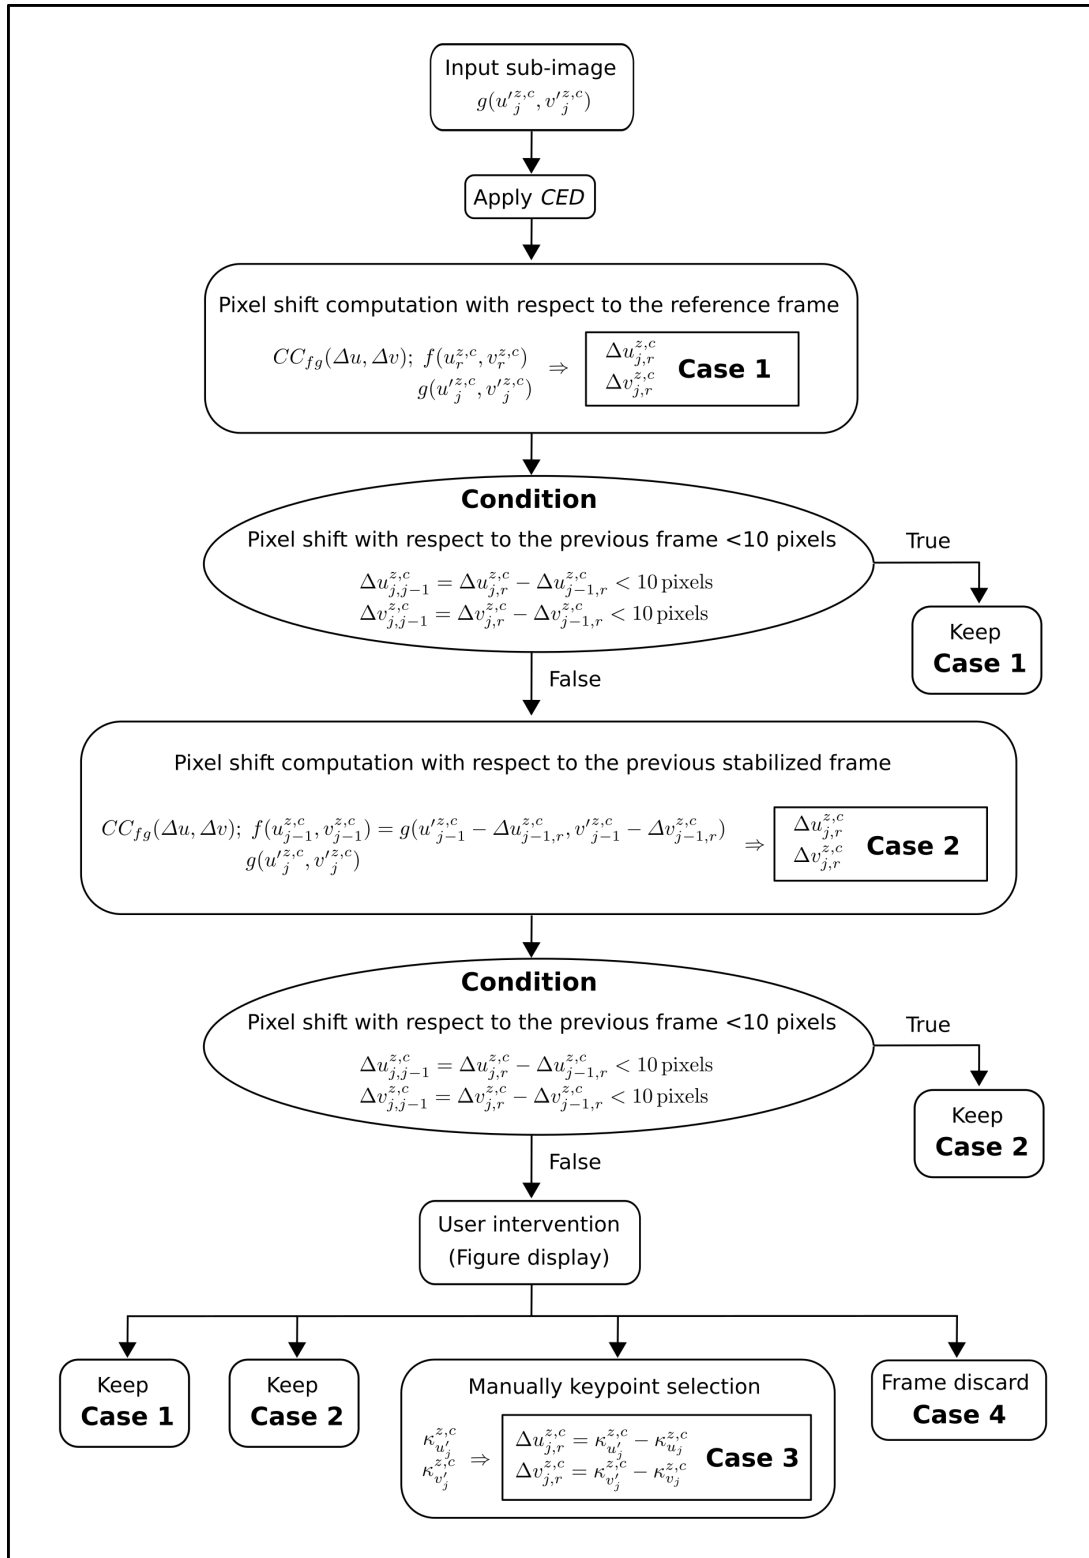 Input sub-image
g(u′_j^{z,c}, v′_j^{z,c})
Apply CED
Pixel shift computation with respect to the reference frame
CC_{fg}(Δu, Δv); f(u_r^{z,c}, v_r^{z,c})
g(u′_j^{z,c}, v′_j^{z,c})
⇒
Δu_{j,r}^{z,c}
Δv_{j,r}^{z,c}
Case 1
Condition
Pixel shift with respect to the previous frame <10 pixels
Δu_{j,j−1}^{z,c} = Δu_{j,r}^{z,c} − Δu_{j−1,r}^{z,c} < 10 pixels
Δv_{j,j−1}^{z,c} = Δv_{j,r}^{z,c} − Δv_{j−1,r}^{z,c} < 10 pixels
True
Keep
Case 1
False
Pixel shift computation with respect to the previous stabilized frame
CC_{fg}(Δu, Δv); f(u_{j−1}^{z,c}, v_{j−1}^{z,c}) = g(u′_{j−1}^{z,c} − Δu_{j−1,r}^{z,c}, v′_{j−1}^{z,c} − Δv_{j−1,r}^{z,c})
g(u′_j^{z,c}, v′_j^{z,c})
⇒
Δu_{j,r}^{z,c}
Δv_{j,r}^{z,c}
Case 2
Condition
Pixel shift with respect to the previous frame <10 pixels
Δu_{j,j−1}^{z,c} = Δu_{j,r}^{z,c} − Δu_{j−1,r}^{z,c} < 10 pixels
Δv_{j,j−1}^{z,c} = Δv_{j,r}^{z,c} − Δv_{j−1,r}^{z,c} < 10 pixels
True
Keep
Case 2
False
User intervention
(Figure display)
Keep
Case 1
Keep
Case 2
Manually keypoint selection
κ_{u′_j}^{z,c}
κ_{v′_j}^{z,c}
⇒
Δu_{j,r}^{z,c} = κ_{u′_j}^{z,c} − κ_{u_j}^{z,c}
Δv_{j,r}^{z,c} = κ_{v′_j}^{z,c} − κ_{v_j}^{z,c}
Case 3
Frame discard
Case 4